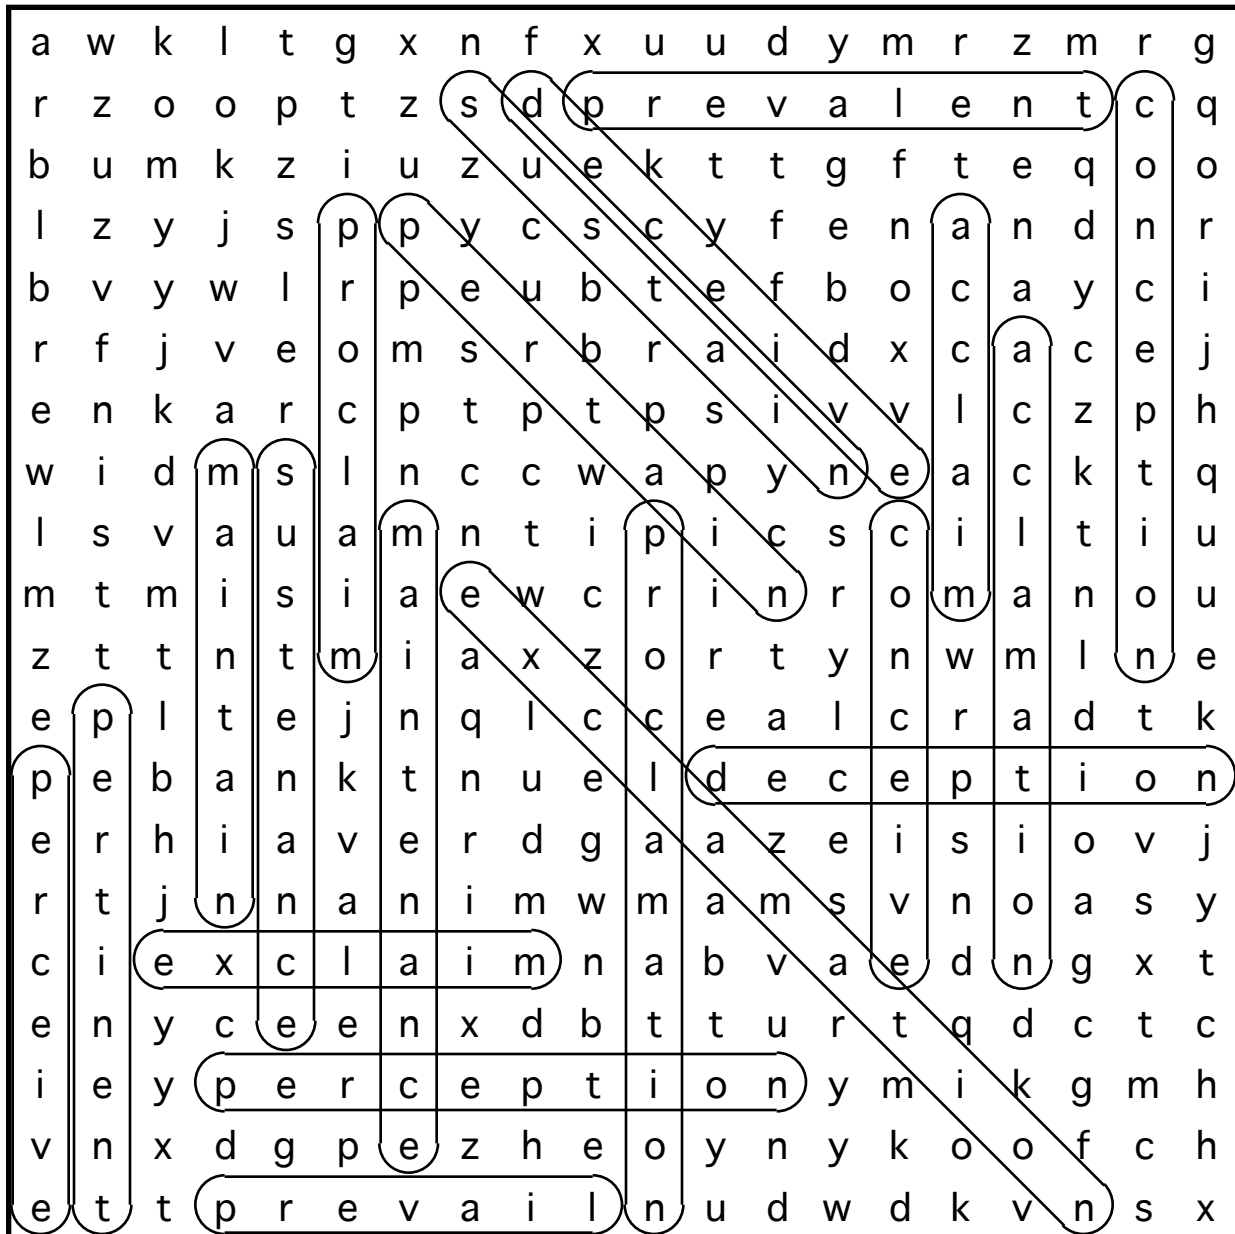 a w k l t g x n f x u u d y m r z m r g
r z o o p t z s d p r e v a l e n t c q
b u m k z i u z u e k t t g f t e q o o
l z y j s p p y c s c y f e n a n d n r
b v y w l r p e u b t e f b o c a y c i
r f j v e o m s r b r a i d x c a c e j
e n k a r c p t p t p s i v v l c z p h
w i d m s l n c c w a p y n e a c k t q
l s v a u a m n t i p i c s c i l t i u
m t m i s i a e w c r i n r o m a n o u
z t t n t m i a x z o r t y n w m l n e
e p l t e j n q l c c e a l c r a d t k
p e b a n k t n u e l d e c e p t i o n
e r h i a v e r d g a a z e i s i o v j
r t j n n a n i m w m a m s v n o a s y
c i e x c l a i m n a b v a e d n g x t
e n y c e e n x d b t t u r t q d c t c
i e y p e r c e p t i o n y m i k g m h
v n x d g p e z h e o y n y k o o f c h
e t t p r e v a i l n u d w d k v n s x